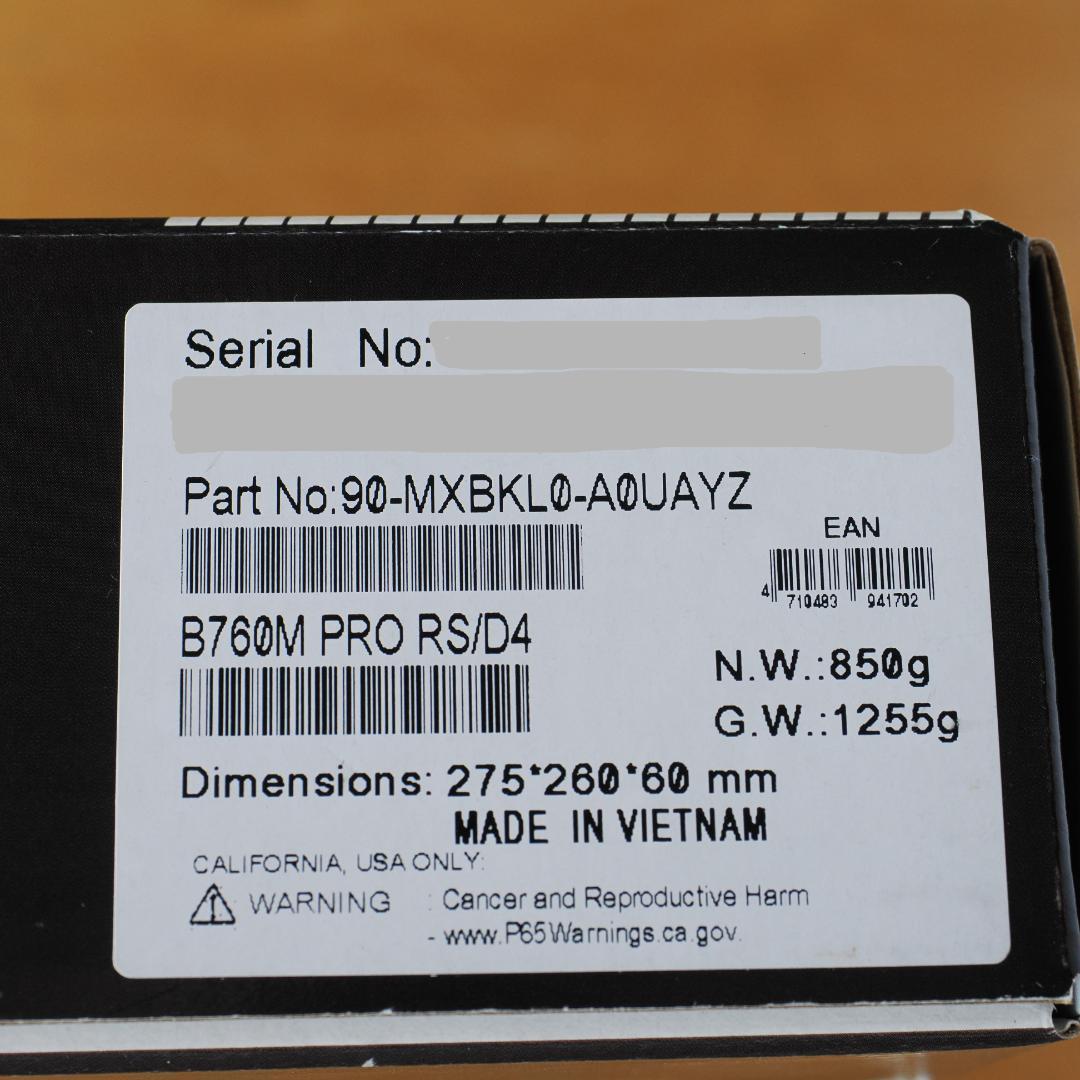 Serial No:
Part No:90-MXBKL0-A0UAYZ
EAN
4 710483 941702
B760M PRO RS/D4
N.W.:850g
G.W.:1255g
Dimensions: 275*260*60 mm
MADE IN VIETNAM
CALIFORNIA, USA ONLY:
WARNING : Cancer and Reproductive Harm
- www.P65Warnings.ca.gov.